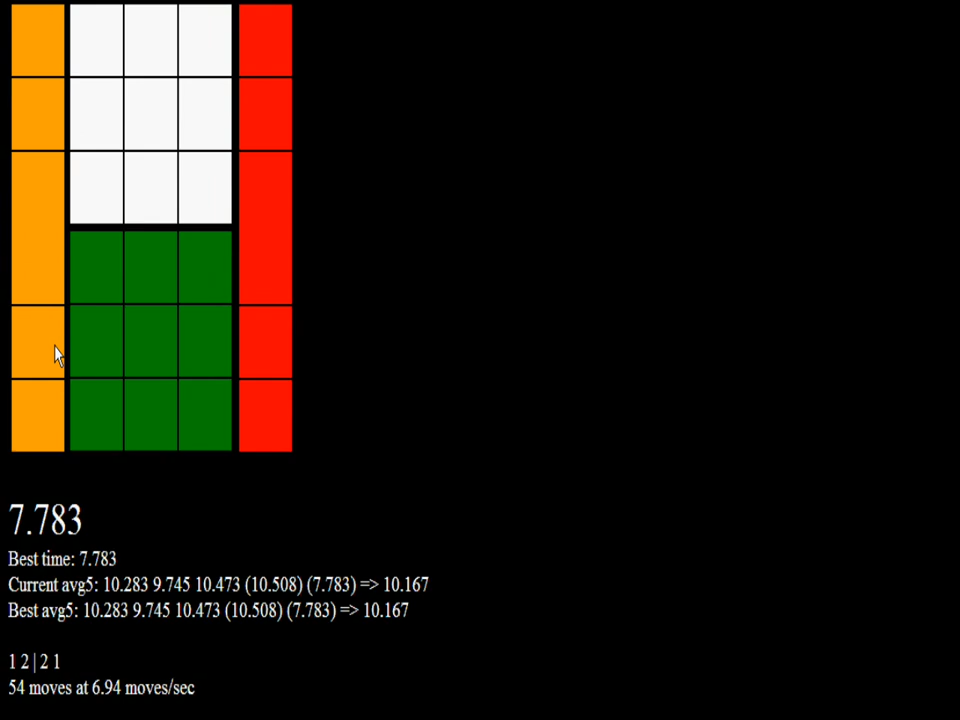 7.783
Best time: 7.783
Current avg5: 10.283 9.745 10.473 (10.508) (7.783) => 10.167
Best avg5: 10.283 9.745 10.473 (10.508) (7.783) => 10.167
1 2 | 2 1
54 moves at 6.94 moves/sec